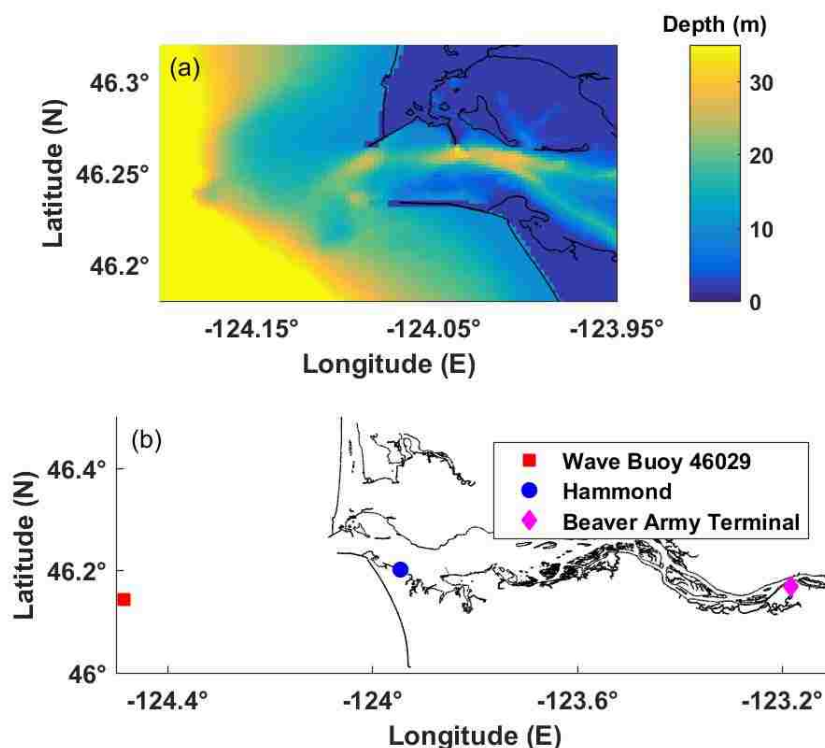 Depth (m)
(a)
46.3°
46.25°
46.2°
Latitude (N)
30
20
10
0
-124.15°
-124.05°
-123.95°
Longitude (E)
(b)
Wave Buoy 46029
Hammond
Beaver Army Terminal
46.4°
46.2°
46°
Latitude (N)
-124.4°
-124°
-123.6°
-123.2°
Longitude (E)